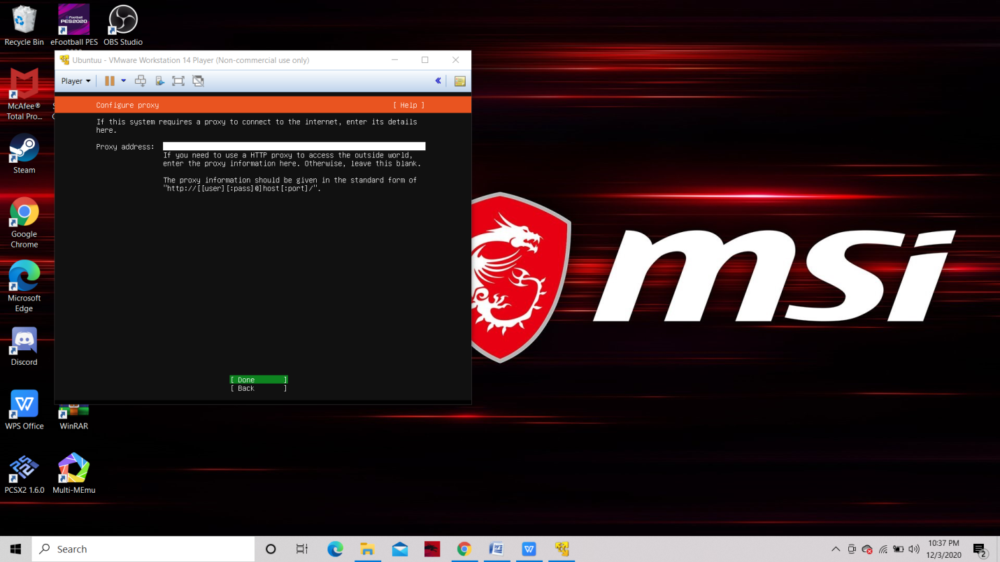 Recycle Bin
eFootball PES
OBS Studio
eFootball
PES2020
McAfee®
Total Pro...
Steam
Google
Chrome
Microsoft
Edge
Discord
WPS Office
WinRAR
PCSX2 1.6.0
Multi-MEmu
Ubuntuu - VMware Workstation 14 Player (Non-commercial use only)
Player
Configure proxy [ Help ]
If this system requires a proxy to connect to the internet, enter its details
here.
Proxy address:
If you need to use a HTTP proxy to access the outside world,
enter the proxy information here. Otherwise, leave this blank.
The proxy information should be given in the standard form of
"http://[[user][:pass]@]host[:port]/".
[ Done ]
[ Back ]
msi
Search
10:37 PM
12/3/2020
2